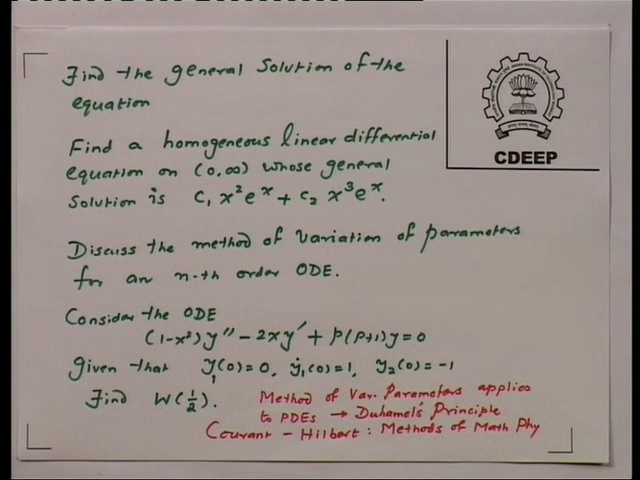 Find the general Solution of the
equation
Find a homogeneous linear differential
equation on (0,∞) whose general
Solution is c₁ x²eˣ + c₂ x³eˣ.
Discuss the method of variation of parameters
for an n-th order ODE.
Consider the ODE
(1-x²)y″ - 2xy′ + p(p+1)y = 0
given that y₁(0)=0, ẏ₁(0)=1, y₂(0)=-1
Find W(½).
Method of Var. Parameters applies
to PDEs → Duhamel's Principle
Courant - Hilbert : Methods of Math Phy
CDEEP